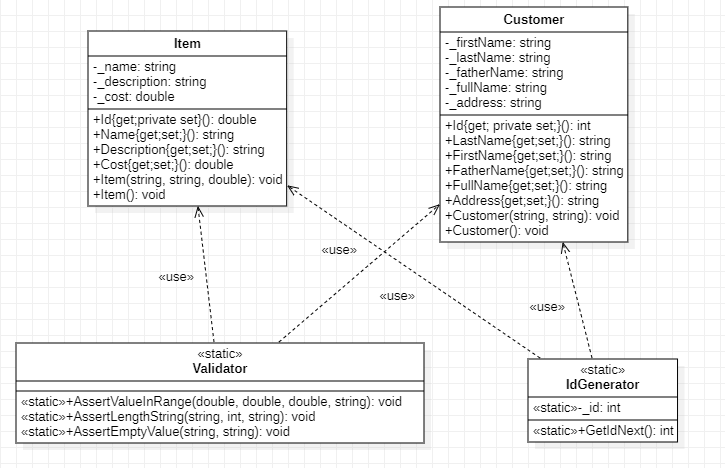 Item
-_name: string
-_description: string
-_cost: double
+Id{get;private set}(): double
+Name{get;set;}(): string
+Description{get;set;}(): string
+Cost{get;set;}(): double
+Item(string, string, double): void
+Item(): void
Customer
-_firstName: string
-_lastName: string
-_fatherName: string
-_fullName: string
-_address: string
+Id{get; private set;}(): int
+LastName{get;set;}(): string
+FirstName{get;set;}(): string
+FatherName{get;set;}(): string
+FullName{get;set;}(): string
+Address{get;set;}(): string
+Customer(string, string): void
+Customer(): void
«use»
«use»
«use»
«use»
«static»
Validator
«static»+AssertValueInRange(double, double, double, string): void
«static»+AssertLengthString(string, int, string): void
«static»+AssertEmptyValue(string, string): void
«static»
IdGenerator
«static»-_id: int
«static»+GetIdNext(): int